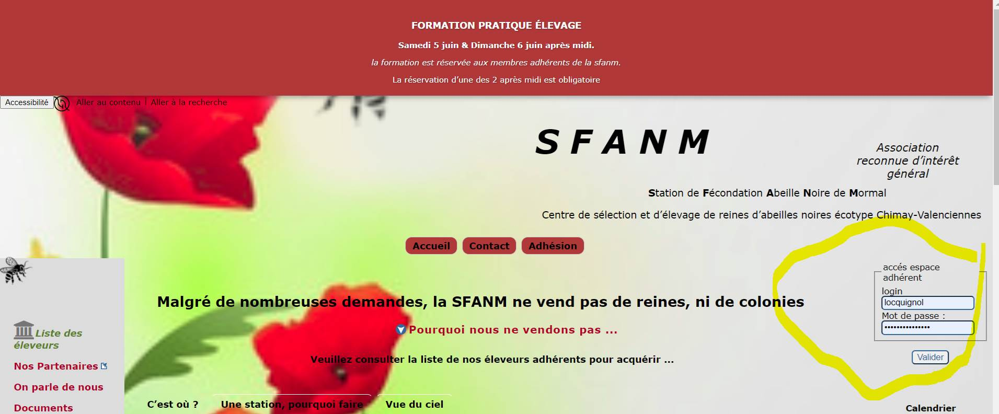 FORMATION PRATIQUE ÉLEVAGE
Samedi 5 juin & Dimanche 6 juin après midi.
la formation est réservée aux membres adhérents de la sfanm.
La réservation d’une des 2 après midi est obligatoire
Accessibilité
Aller au contenu | Aller à la recherche
S F A N M
Association
reconnue d’intérêt
général
Station de Fécondation Abeille Noire de Mormal
Centre de sélection et d’élevage de reines d’abeilles noires écotype Chimay-Valenciennes
Accueil Contact Adhésion
accés espace
adhérent
login
locquignol
Mot de passe :
•••••••••••••••
Valider
Malgré de nombreuses demandes, la SFANM ne vend pas de reines, ni de colonies
Pourquoi nous ne vendons pas ...
Veuillez consulter la liste de nos éleveurs adhérents pour acquérir ...
Liste des
éleveurs
Nos Partenaires
On parle de nous
Documents
C’est où ? Une station, pourquoi faire Vue du ciel
Calendrier